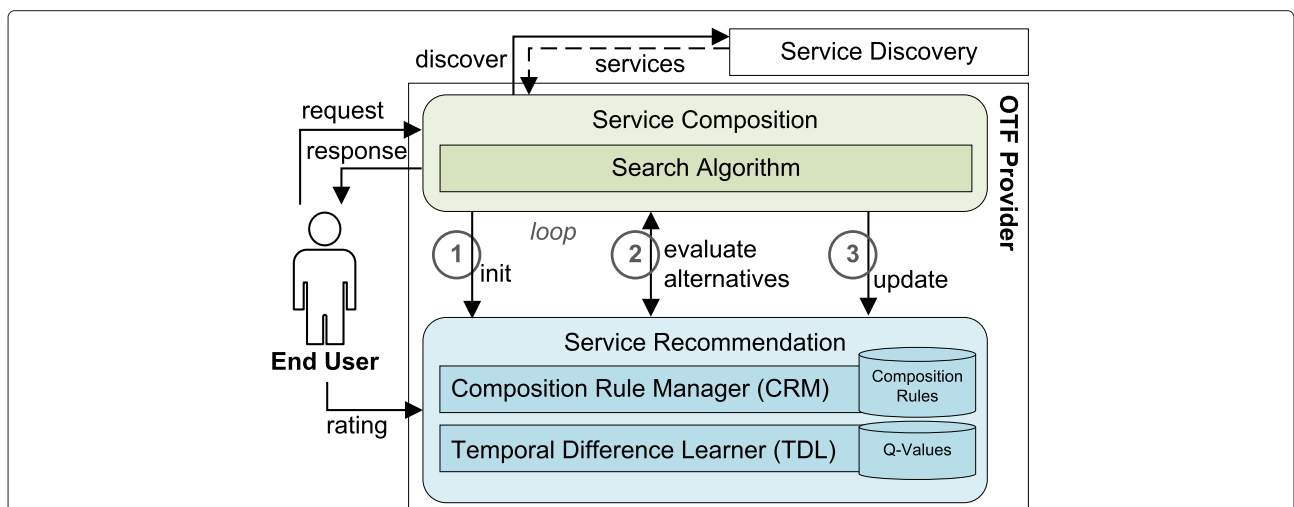 Service Discovery
discover
services
OTF Provider
request
Service Composition
response
Search Algorithm
loop
1
init
2
evaluate
alternatives
3
update
End User
Service Recommendation
Composition Rule Manager (CRM)
Composition
Rules
rating
Temporal Difference Learner (TDL)
Q-Values